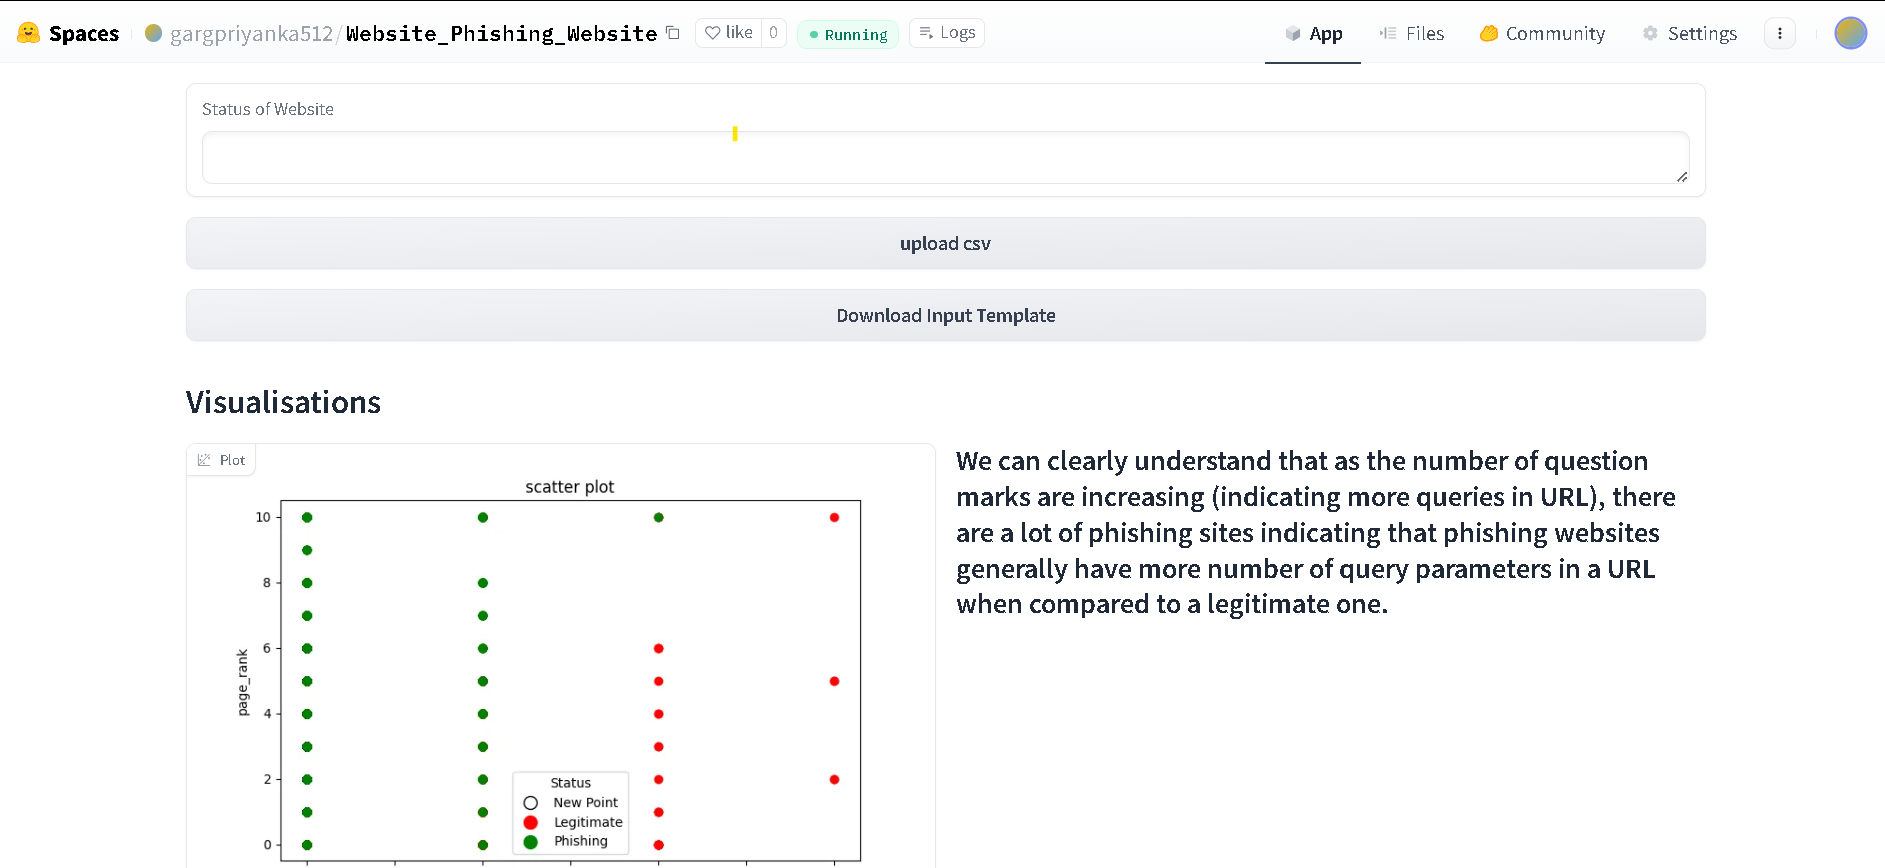 Spaces gargpriyanka512/Website_Phishing_Website like 0 Running Logs App Files Community Settings
Status of Website
upload csv
Download Input Template
Visualisations
Plot
scatter plot
10
8
6
4
2
0
page_rank
Status
New Point
Legitimate
Phishing
We can clearly understand that as the number of question
marks are increasing (indicating more queries in URL), there
are a lot of phishing sites indicating that phishing websites
generally have more number of query parameters in a URL
when compared to a legitimate one.